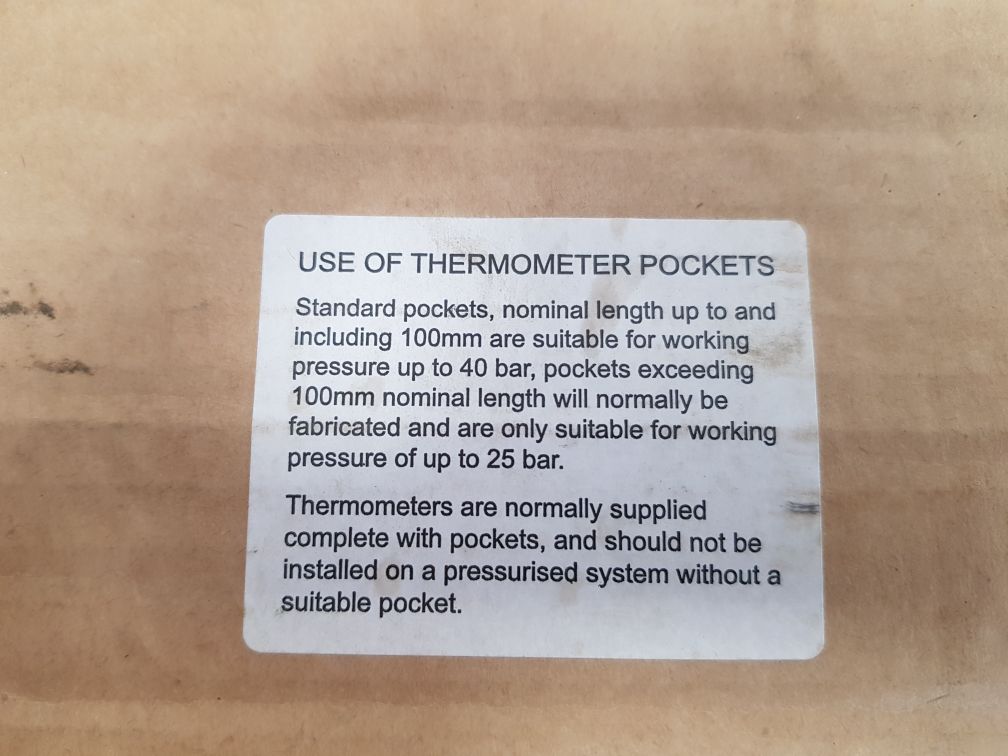 USE OF THERMOMETER POCKETS
Standard pockets, nominal length up to and
including 100mm are suitable for working
pressure up to 40 bar, pockets exceeding
100mm nominal length will normally be
fabricated and are only suitable for working
pressure of up to 25 bar.
Thermometers are normally supplied
complete with pockets, and should not be
installed on a pressurised system without a
suitable pocket.